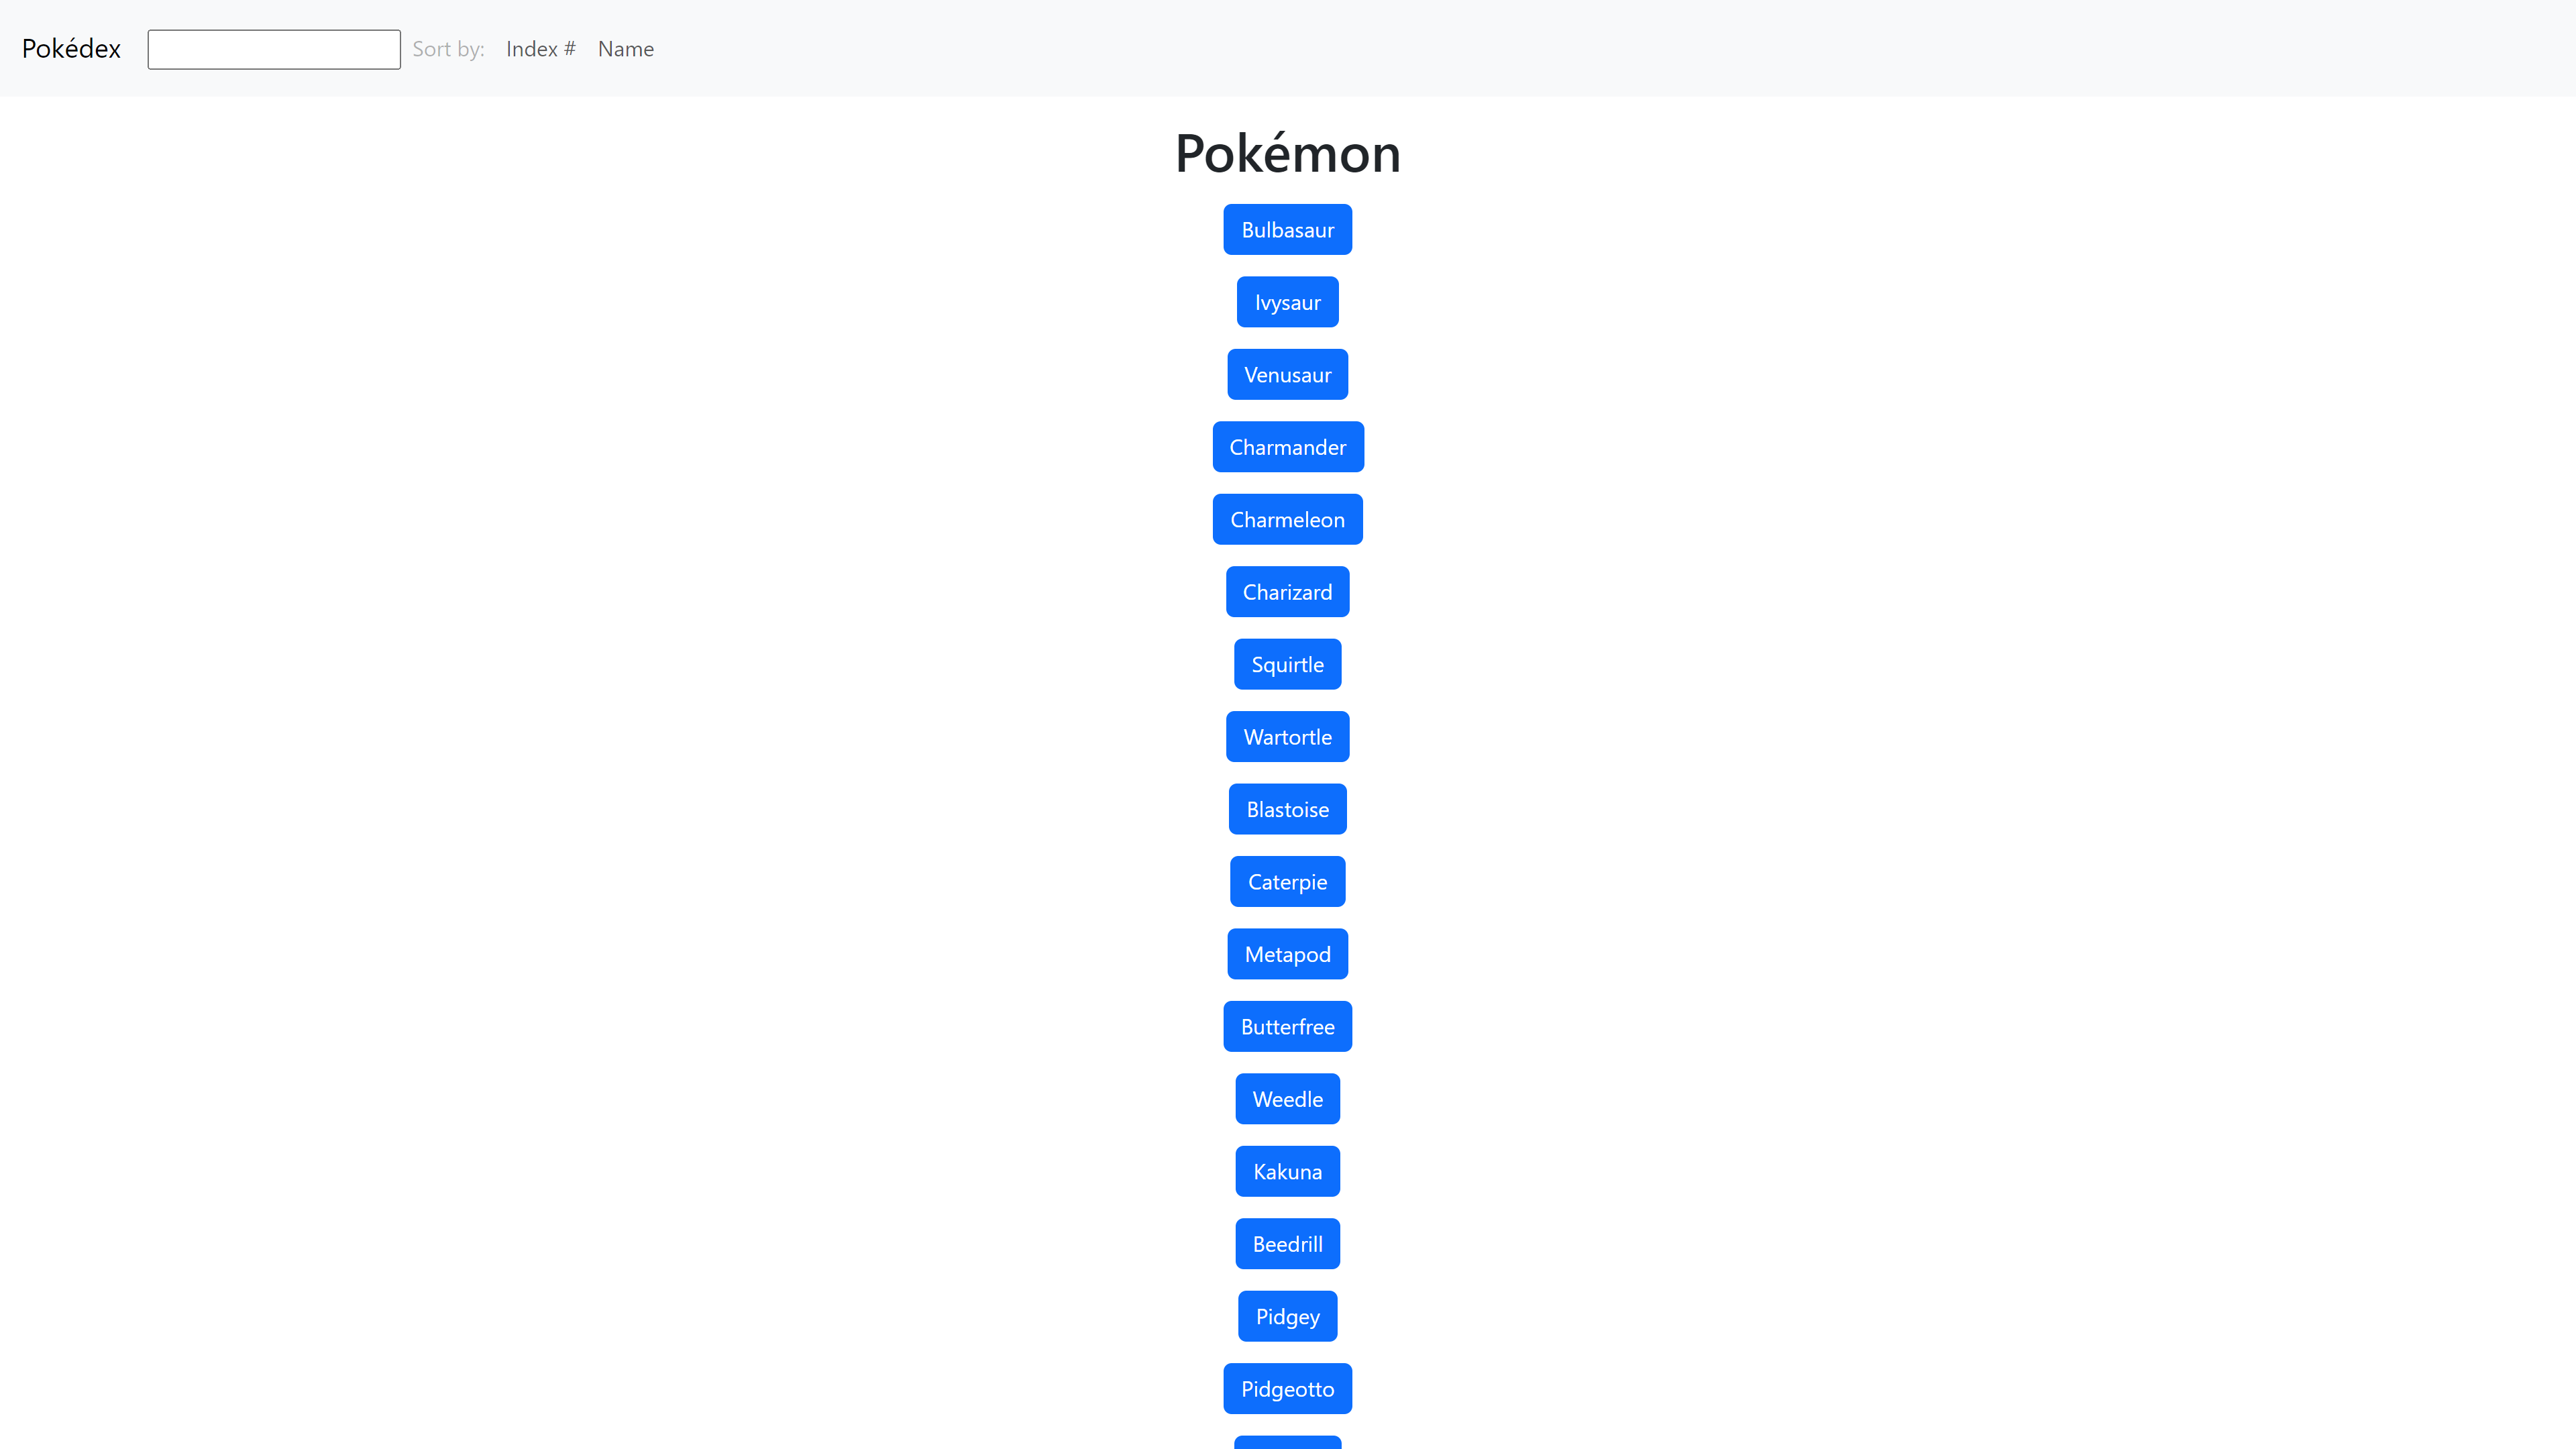 Pokédex Sort by: Index # Name
Pokémon
Bulbasaur
Ivysaur
Venusaur
Charmander
Charmeleon
Charizard
Squirtle
Wartortle
Blastoise
Caterpie
Metapod
Butterfree
Weedle
Kakuna
Beedrill
Pidgey
Pidgeotto